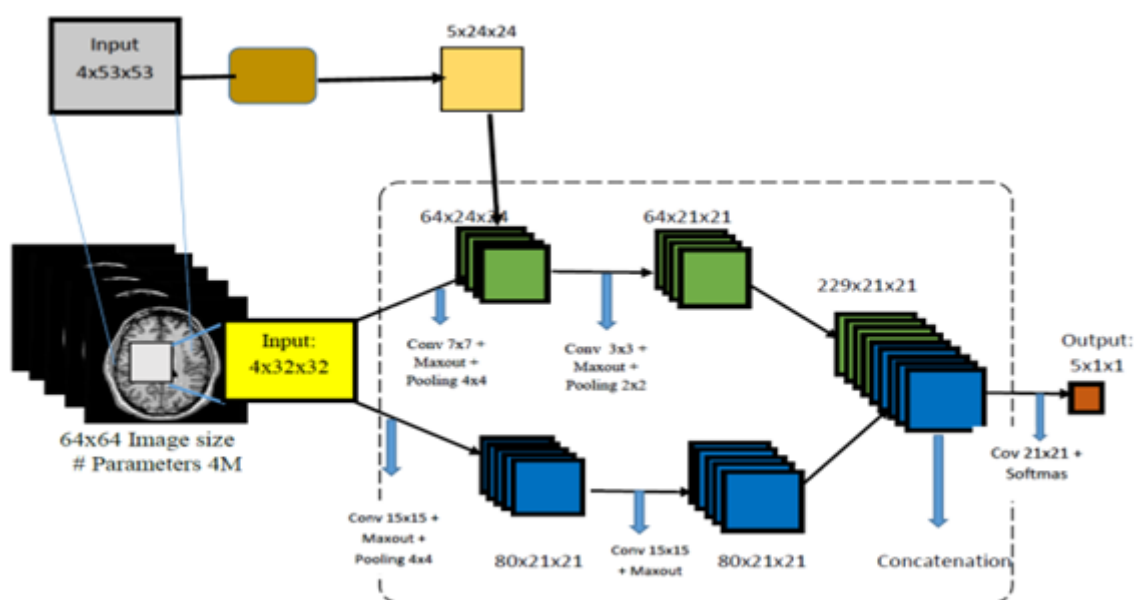 Input
4x53x53
5x24x24
64x24x24
64x21x21
229x21x21
Input:
4x32x32
Conv 7x7 +
Maxout +
Pooling 4x4
Conv 3x3 +
Maxout +
Pooling 2x2
Output:
5x1x1
64x64 Image size
# Parameters 4M
Cov 21x21 +
Softmas
Conv 15x15 +
Maxout +
Pooling 4x4
80x21x21
Conv 15x15
+ Maxout
80x21x21
Concatenation